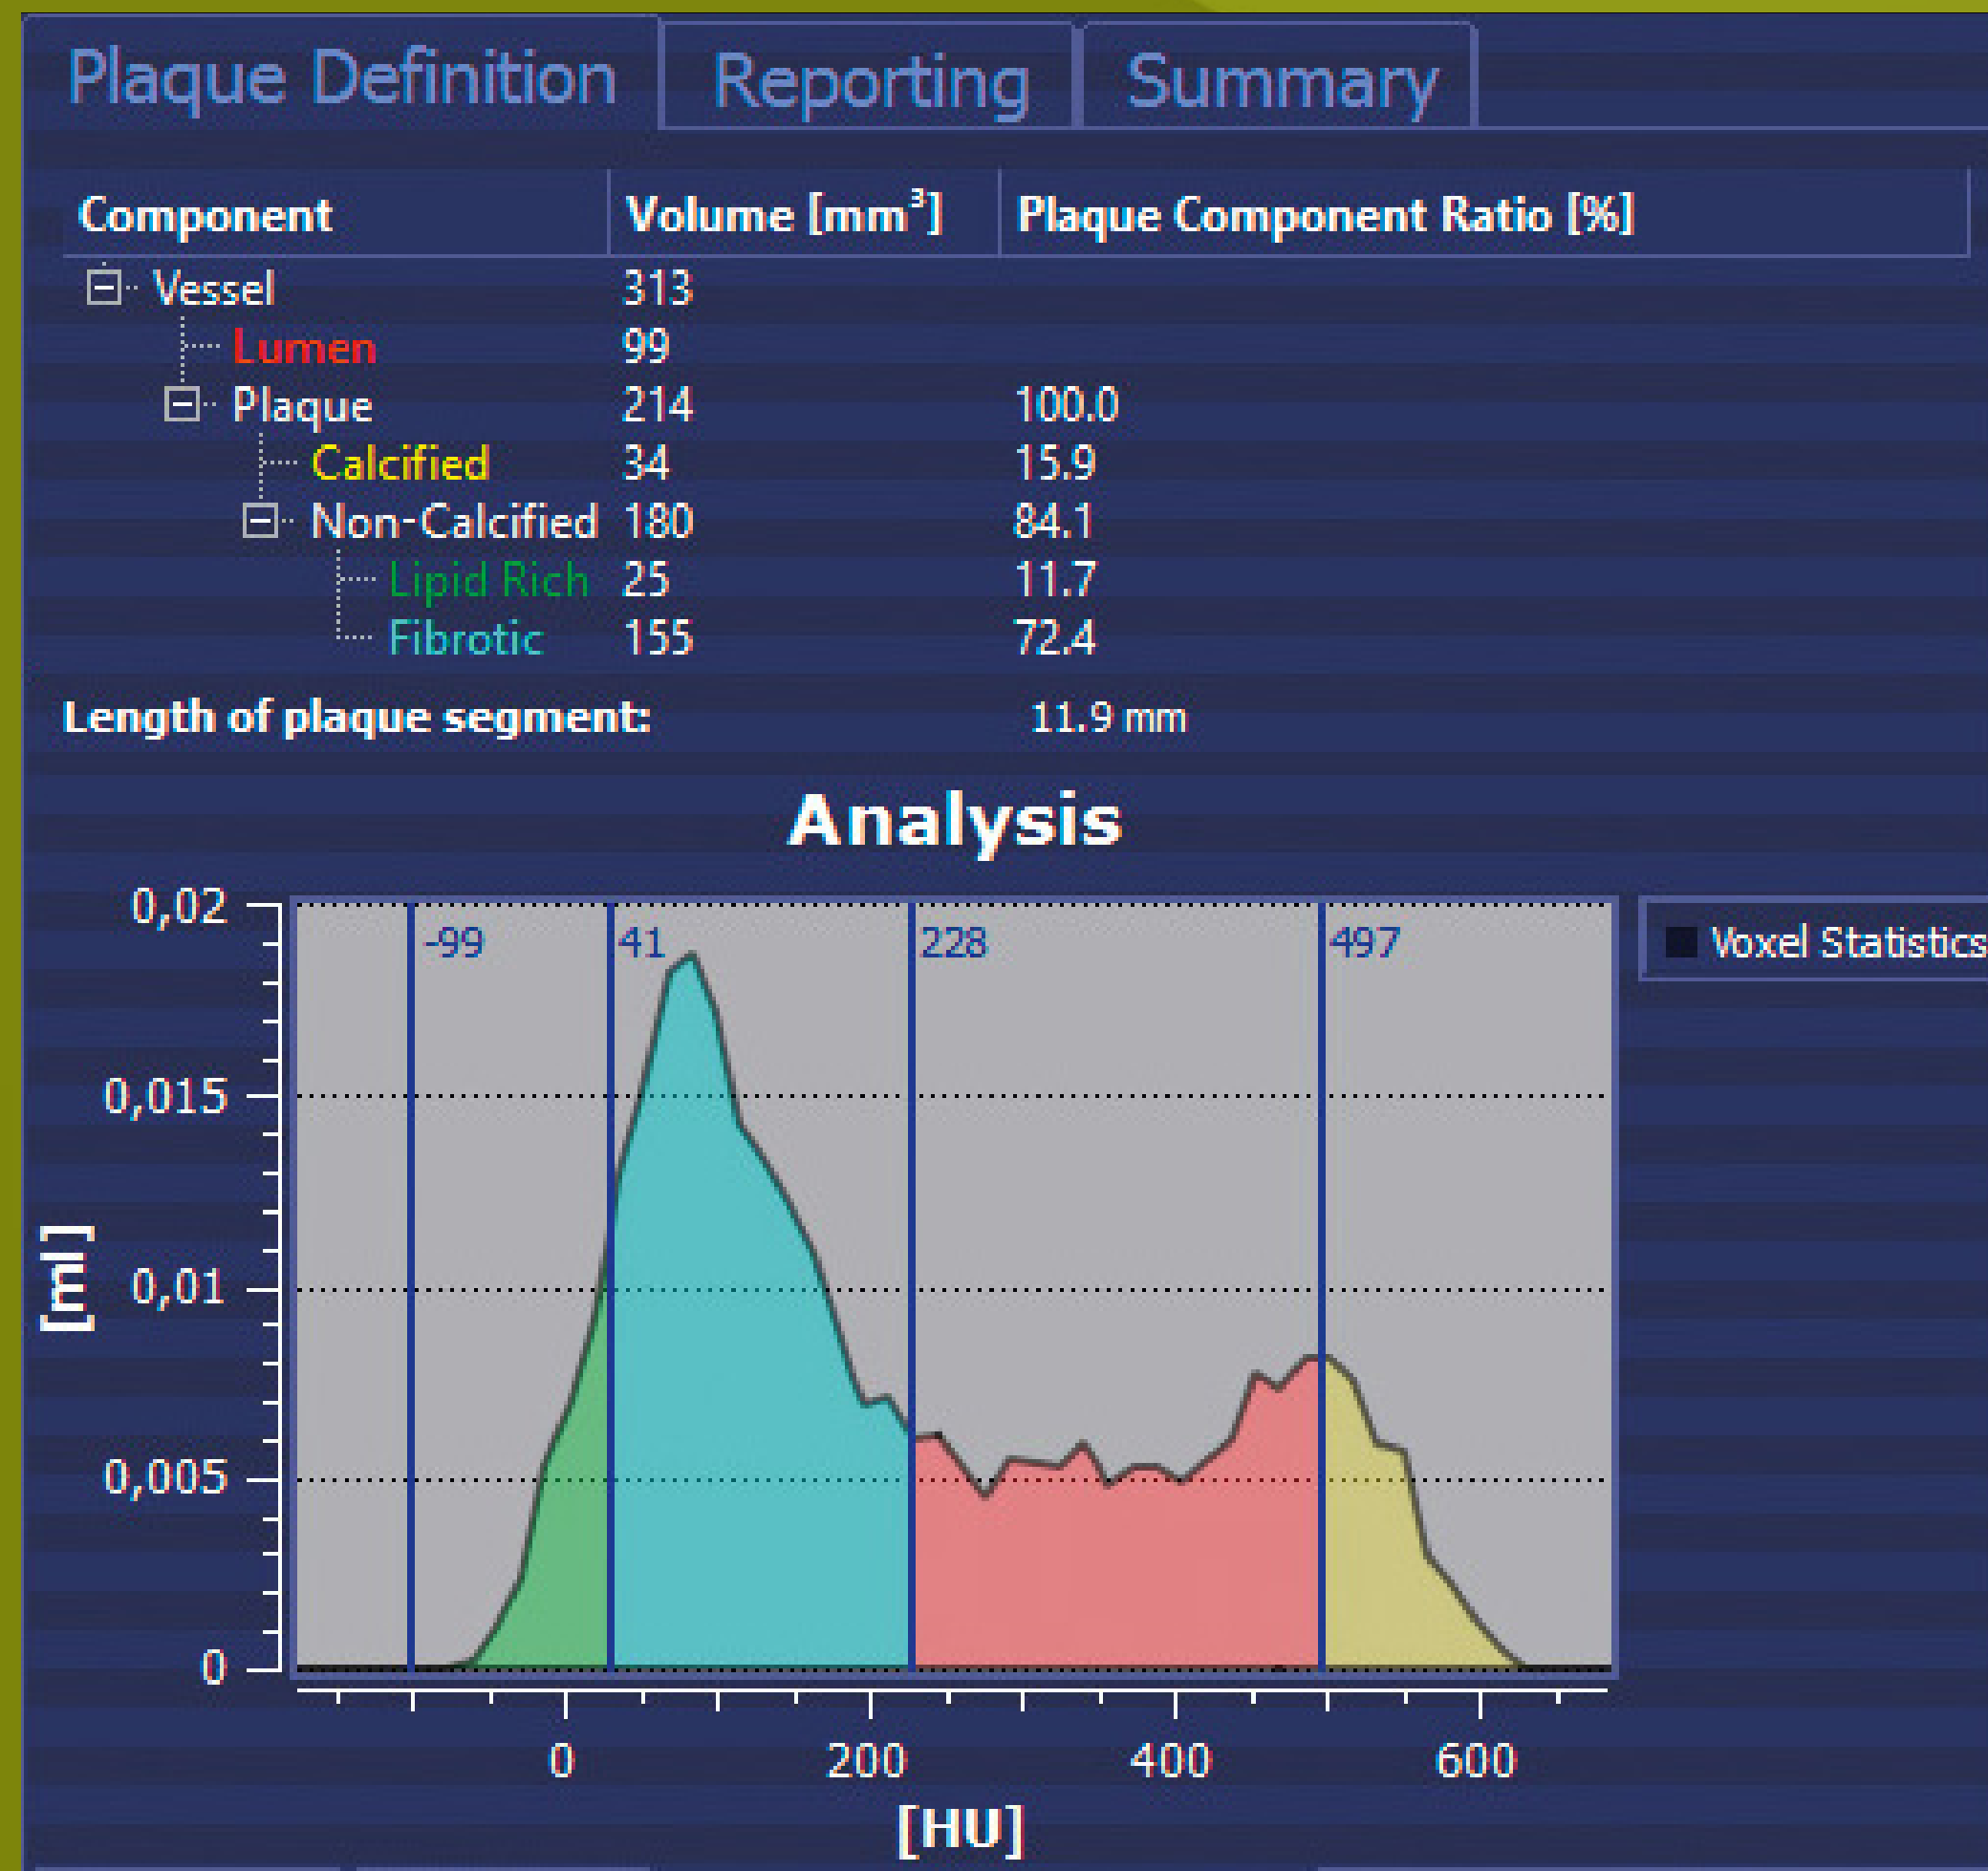 Plaque Definition Reporting Summary
Component Volume [mm³] Plaque Component Ratio [%]
Vessel 313
Lumen 99
Plaque 214 100.0
Calcified 34 15.9
Non-Calcified 180 84.1
Lipid Rich 25 11.7
Fibrotic 155 72.4
Length of plaque segment: 11.9 mm
Analysis
0,02
-99 41 228 497
Voxel Statistics
0,015
[ml]
0,01
0,005
0
0 200 400 600
[HU]